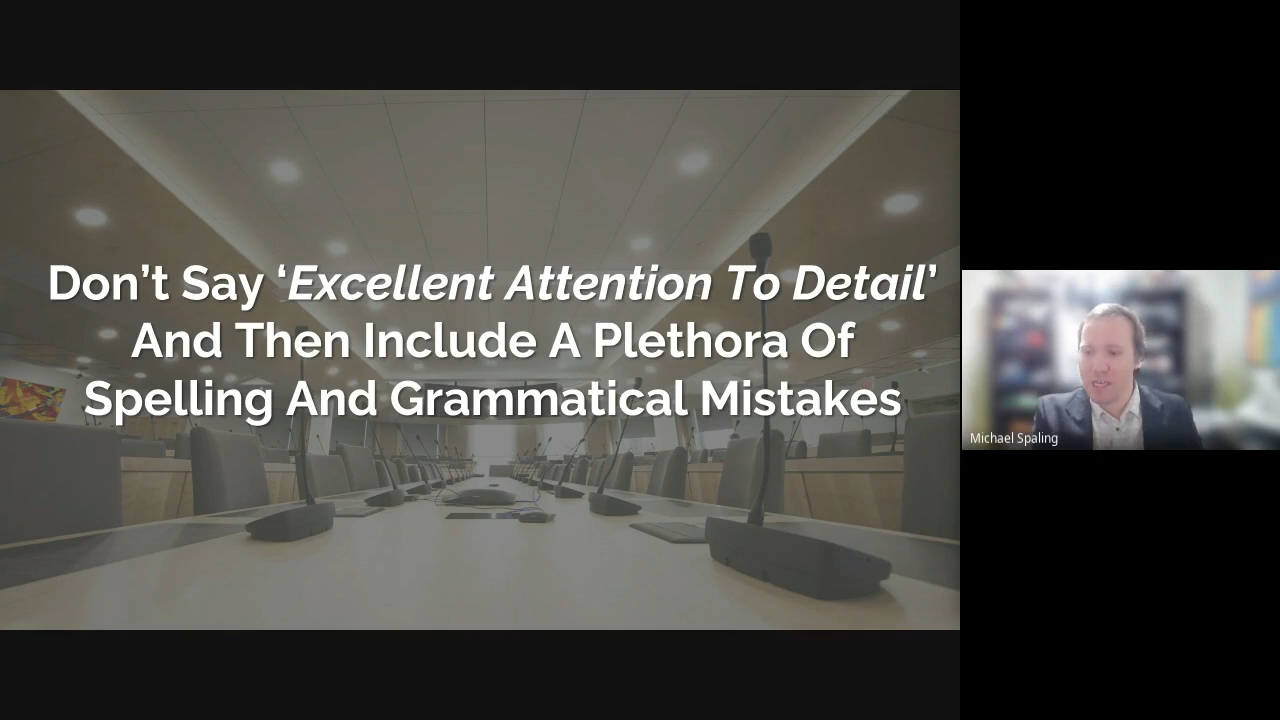 Don’t Say ‘Excellent Attention To Detail’
And Then Include A Plethora Of
Spelling And Grammatical Mistakes
Michael Spaling